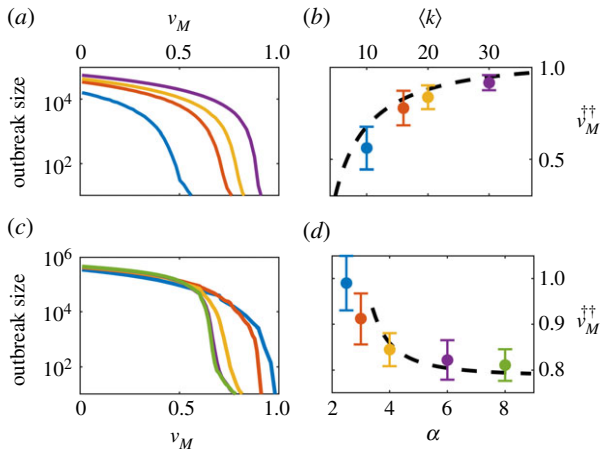 (a)
v_M
0
0.5
1.0
outbreak size
10^4
10^2
(b)
⟨k⟩
10
20
30
1.0
0.5
v_M^††
(c)
outbreak size
10^6
10^4
10^2
0
0.5
1.0
v_M
(d)
1.0
0.9
0.8
v_M^††
2
4
6
8
α